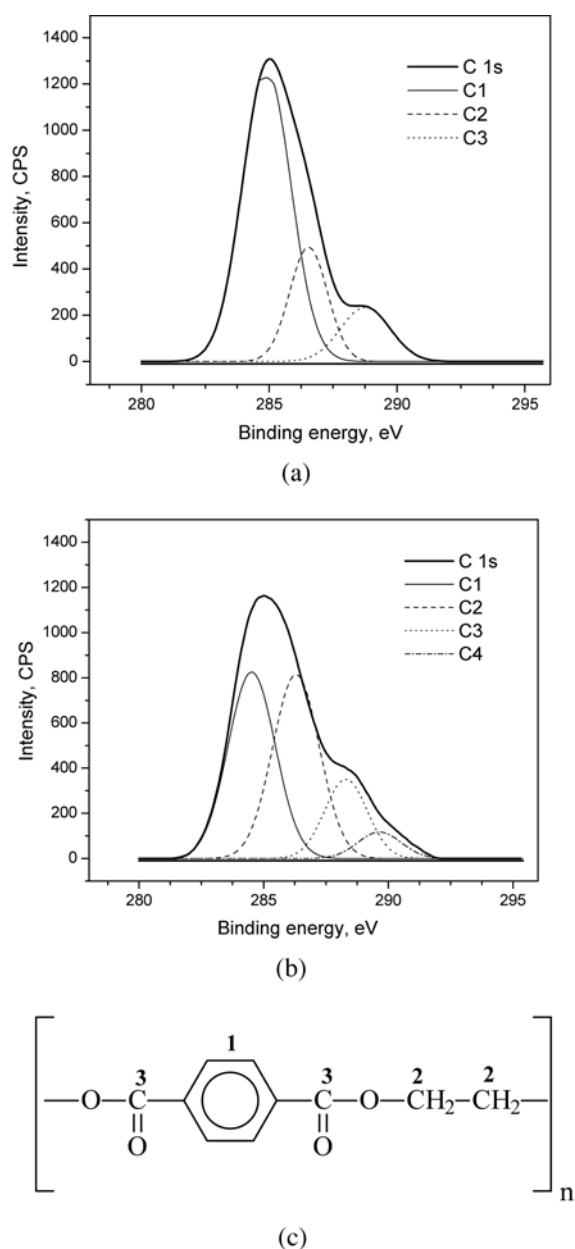 1400
1200
1000
800
600
400
200
0
Intensity, CPS
C 1s
C1
C2
C3
280
285
290
295
Binding energy, eV
(a)
1400
1200
1000
800
600
400
200
0
Intensity, CPS
C 1s
C1
C2
C3
C4
280
285
290
295
Binding energy, eV
(b)
3 1 3 2 2
O C C O CH2 CH2
O O
n
(c)